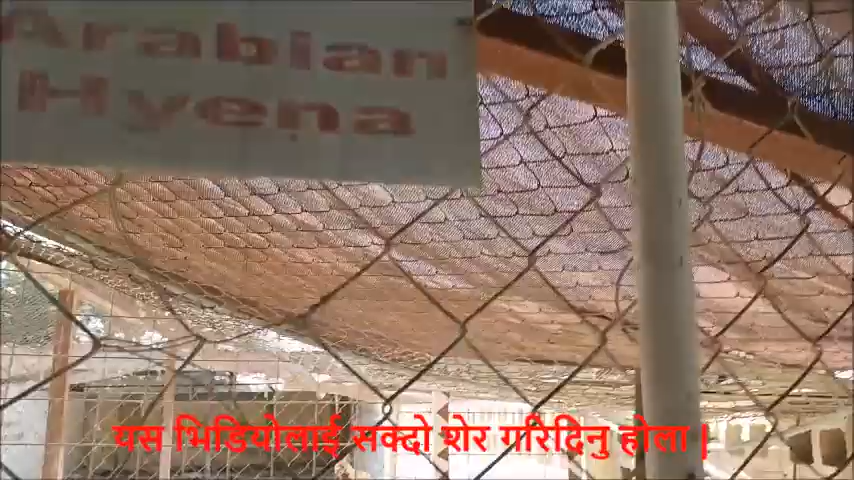 Arabian
Hyena
यस भिडियोलाई सक्दो शेर गरिदिनु होला |